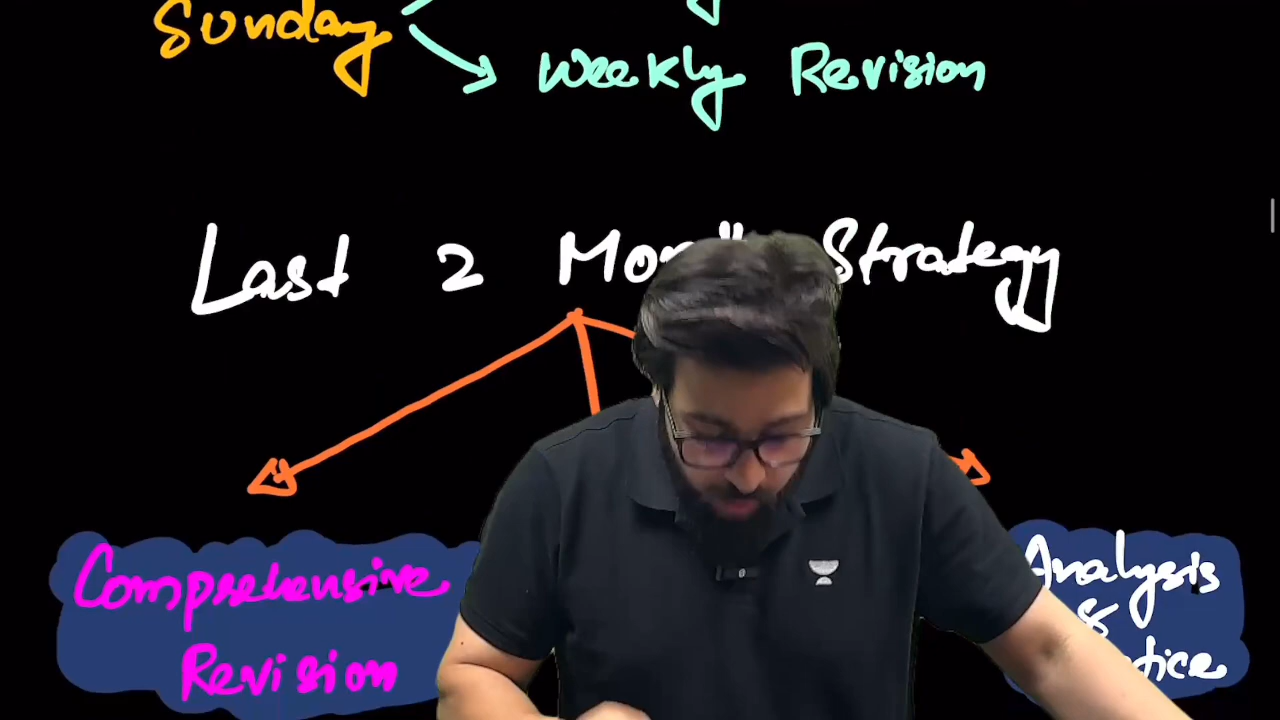 Sunday
Weekly Revision
Last 2 Strategy
Comprehensive
Revision
Analysis
&